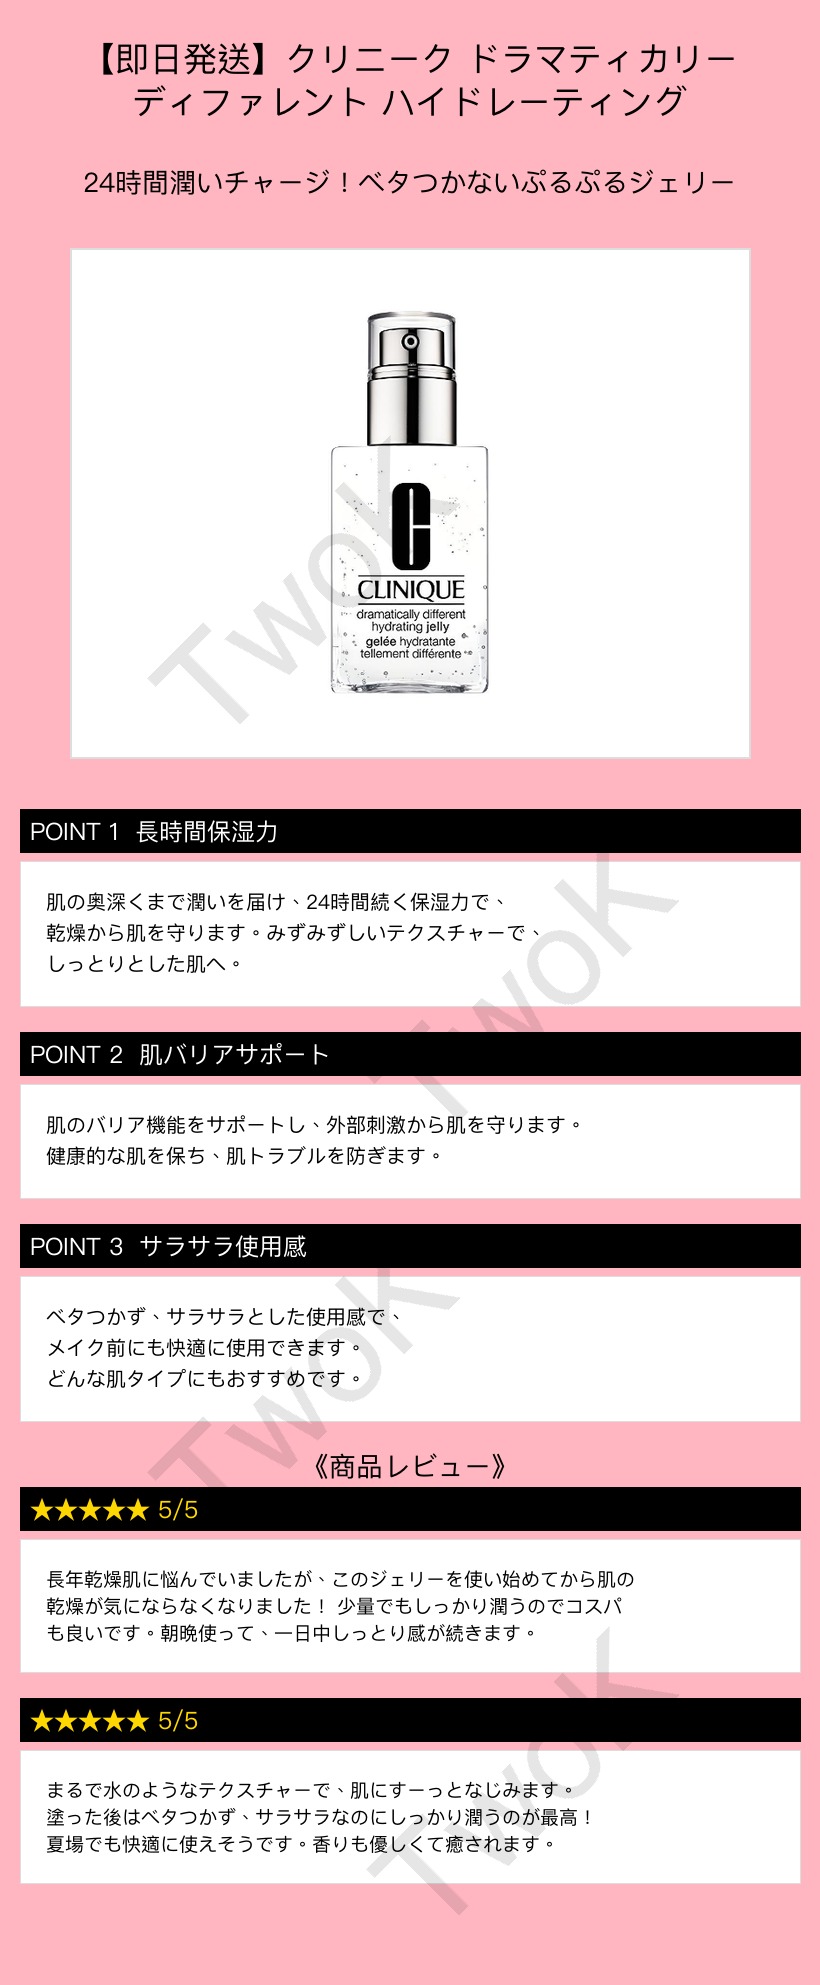 【即日発送】クリニーク ドラマティカリー
ディファレント ハイドレーティング
24時間潤いチャージ！ベタつかないぷるぷるジェリー
CLINIQUE
dramatically different
hydrating jelly
gelée hydratante
tellement différente
TwoK
POINT 1 長時間保湿力
肌の奥深くまで潤いを届け、24時間続く保湿力で、
乾燥から肌を守ります。みずみずしいテクスチャーで、
しっとりとした肌へ。
TwoK
POINT 2 肌バリアサポート
肌のバリア機能をサポートし、外部刺激から肌を守ります。
健康的な肌を保ち、肌トラブルを防ぎます。
POINT 3 サラサラ使用感
ベタつかず、サラサラとした使用感で、
メイク前にも快適に使用できます。
どんな肌タイプにもおすすめです。
TwoK
《商品レビュー》
★★★★★ 5/5
長年乾燥肌に悩んでいましたが、このジェリーを使い始めてから肌の
乾燥が気にならなくなりました！ 少量でもしっかり潤うのでコスパ
も良いです。朝晩使って、一日中しっとり感が続きます。
★★★★★ 5/5
まるで水のようなテクスチャーで、肌にすーっとなじみます。
塗った後はベタつかず、サラサラなのにしっかり潤うのが最高！
夏場でも快適に使えそうです。香りも優しくて癒されます。
TwoK